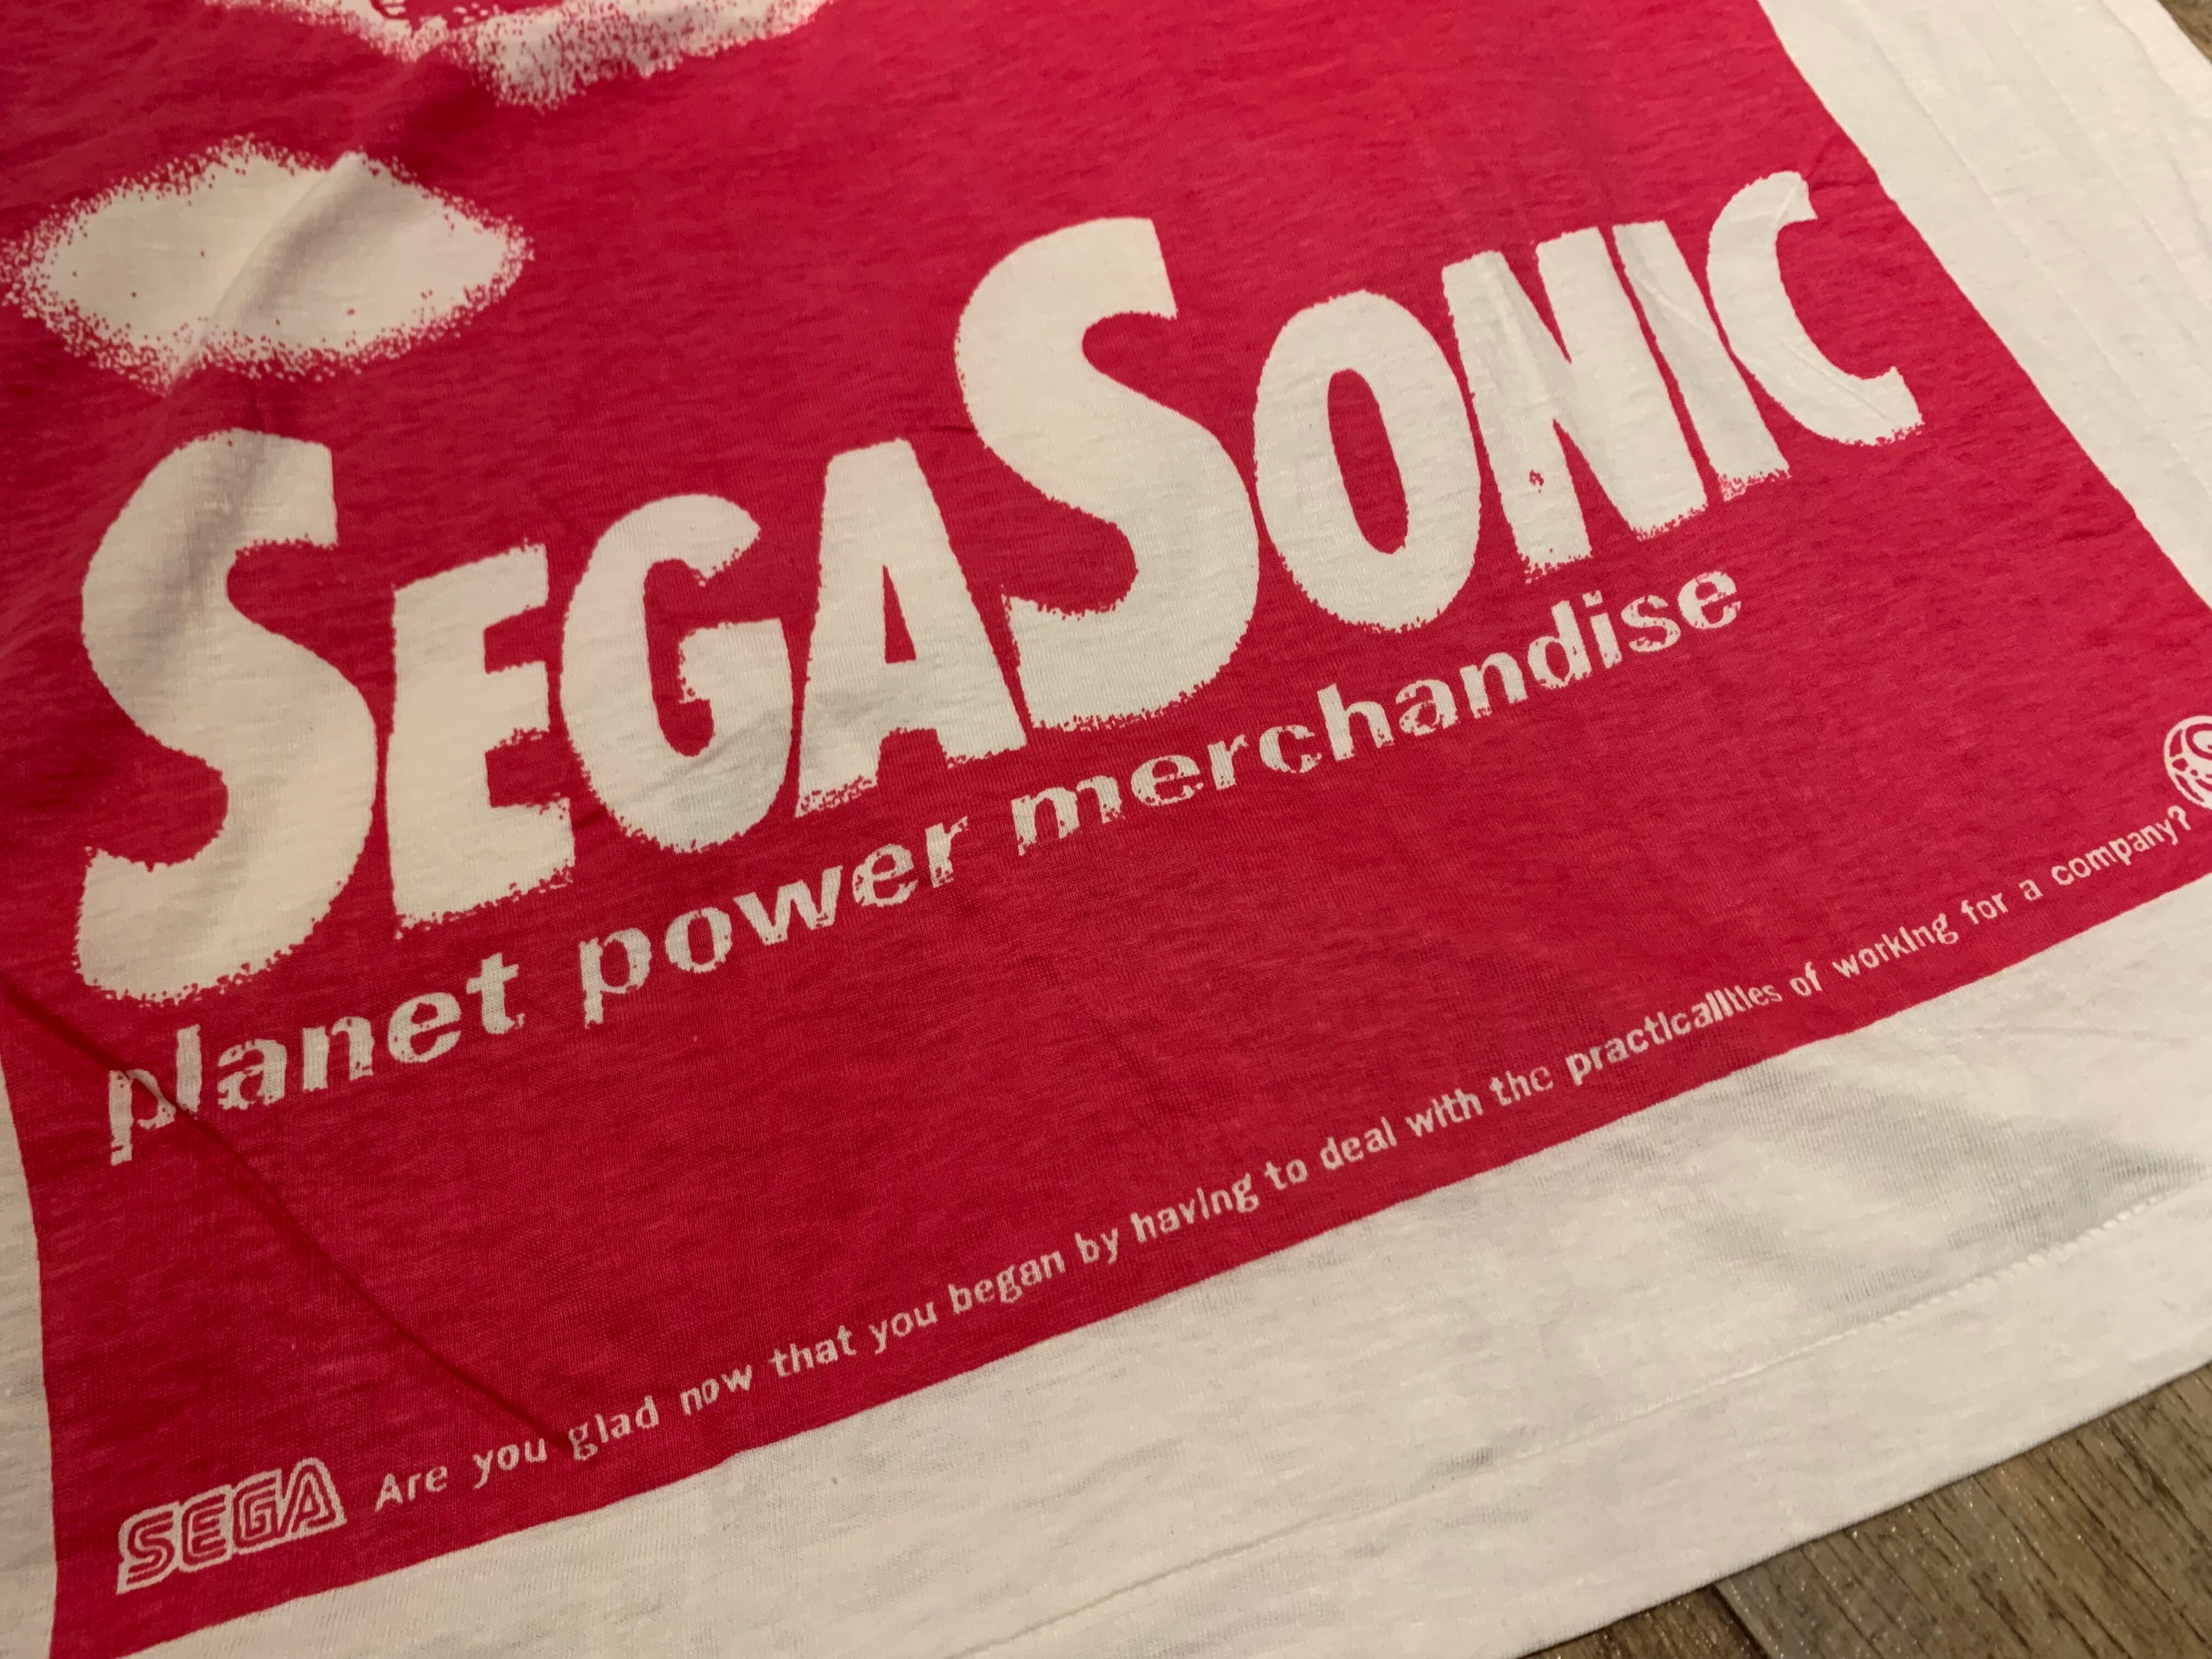 SEGASONIC
planet power merchandise
SEGA Are you glad now that you began by having to deal with the practicalities of working for a company?